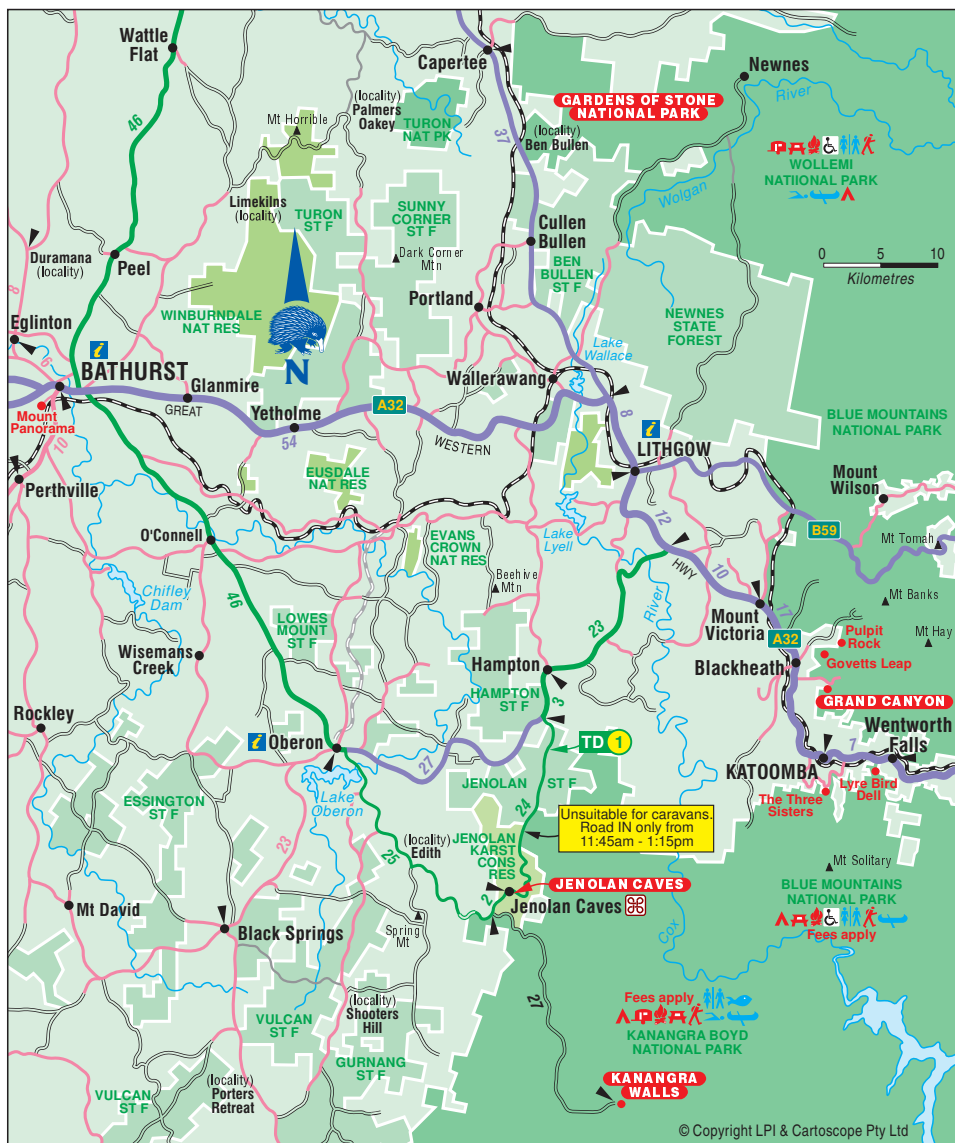 Wattle
Flat
Capertee
Newnes
River
(locality)
Palmers
Oakey
GARDENS OF STONE
NATIONAL PARK
46
Mt Horrible
TURON
NAT PK
37
(locality)
Ben Bullen
WOLLEMI
NATIIONAL PARK
Wolgan
Limekilns
(locality)
TURON
ST F
SUNNY
CORNER
ST F
Cullen
Bullen
Duramana
(locality)
Peel
Dark Corner
Mtn
BEN
BULLEN
ST F
0 5 10
Kilometres
8
Portland
Eglinton
WINBURNDALE
NAT RES
NEWNES
STATE
FOREST
i
6
N
Lake
Wallace
BATHURST
Glanmire
Wallerawang
GREAT
Yetholme
A32
8
Mount
Panorama
10
54
WESTERN
i
LITHGOW
BLUE MOUNTAINS
NATIONAL PARK
Perthville
EUSDALE
NAT RES
Mount
Wilson
12
O'Connell
EVANS
CROWN
NAT RES
Lake
Lyell
B59
Mt Tomah
HWY
10
Chifley
Dam
46
Beehive
Mtn
River
Mt Banks
LOWES
MOUNT
ST F
23
Mount
Victoria
17
A32
Pulpit
Rock
Mt Hay
Wisemans
Creek
Hampton
Blackheath
Govetts Leap
HAMPTON
ST F
3
GRAND CANYON
Rockley
i Oberon
TD 1
Wentworth
Falls
27
7
KATOOMBA
JENOLAN ST F
Lake
Oberon
The Three
Sisters
Lyre Bird
Dell
ESSINGTON
ST F
24
Unsuitable for caravans.
Road IN only from
11:45am - 1:15pm
23
(locality)
Edith
25
JENOLAN
KARST
CONS
RES
Mt Solitary
JENOLAN CAVES
2
Jenolan Caves
BLUE MOUNTAINS
NATIONAL PARK
Mt David
Black Springs
Spring
Mt
Cox
Fees apply
27
(locality)
Shooters
Hill
Fees apply
VULCAN
ST F
KANANGRA BOYD
NATIONAL PARK
GURNANG
ST F
(locality)
Porters
Retreat
VULCAN
ST F
KANANGRA
WALLS
© Copyright LPI & Cartoscope Pty Ltd